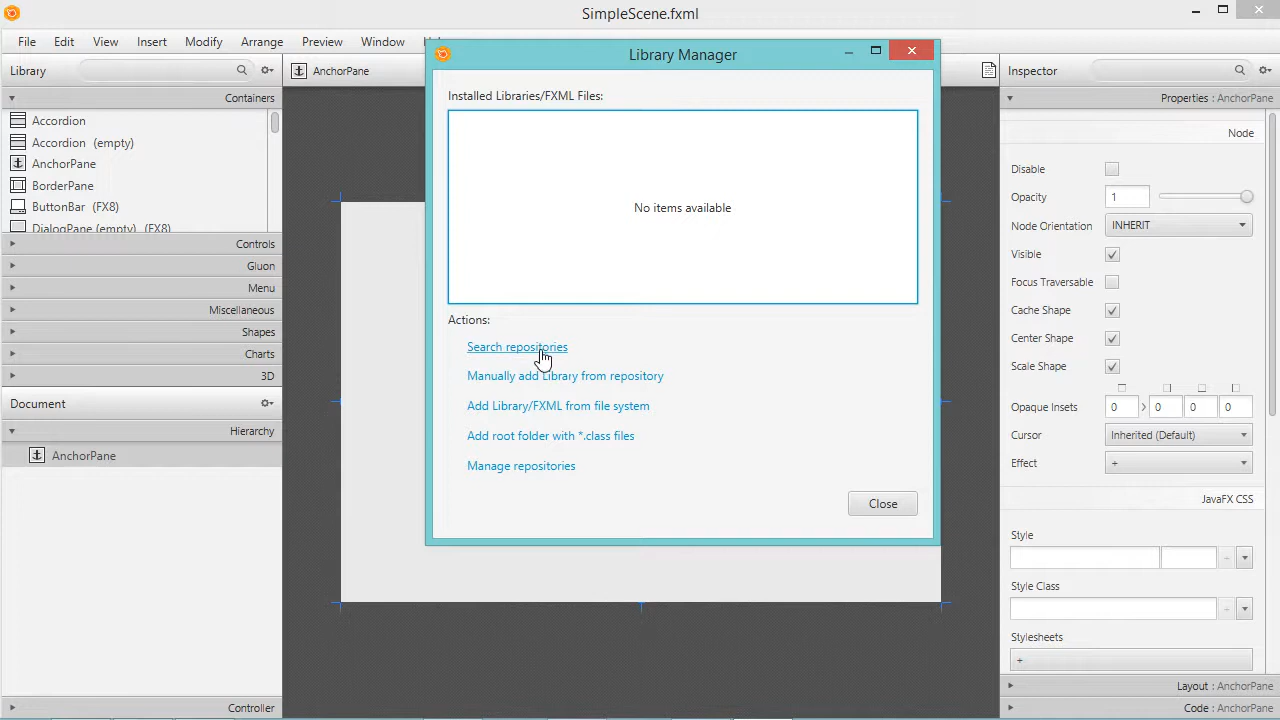 SimpleScene.fxml
File Edit View Insert Modify Arrange Preview Window
Library
Containers
Accordion
Accordion (empty)
AnchorPane
BorderPane
ButtonBar (FX8)
DialogPane (empty) (FX8)
Controls
Gluon
Menu
Miscellaneous
Shapes
Charts
3D
Document
Hierarchy
AnchorPane
Controller
AnchorPane
Library Manager
Installed Libraries/FXML Files:
No items available
Actions:
Search repositories
Manually add Library from repository
Add Library/FXML from file system
Add root folder with *.class files
Manage repositories
Close
Inspector
Properties : AnchorPane
Node
Disable
Opacity 1
Node Orientation INHERIT
Visible
Focus Traversable
Cache Shape
Center Shape
Scale Shape
Opaque Insets 0 0 0 0
Cursor Inherited (Default)
Effect +
JavaFX CSS
Style
Style Class
Stylesheets
+
Layout : AnchorPane
Code : AnchorPane